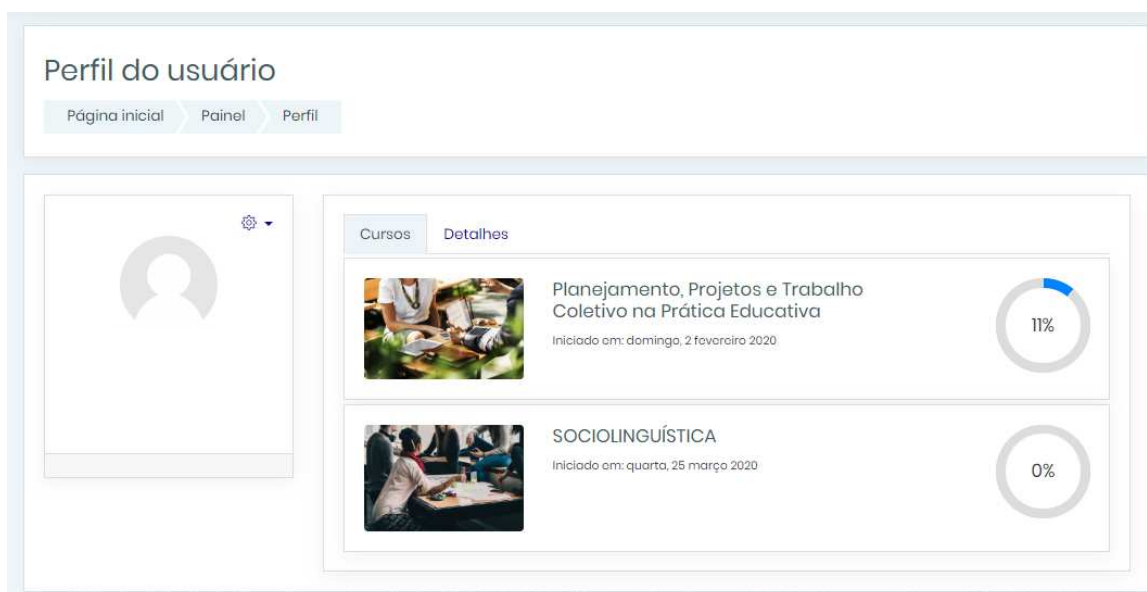 Perfil do usuário
Página inicial Painel Perfil
Cursos Detalhes
Planejamento, Projetos e Trabalho
Coletivo na Prática Educativa
Iniciado em: domingo, 2 fevereiro 2020
11%
SOCIOLINGUÍSTICA
Iniciado em: quarta, 25 março 2020
0%